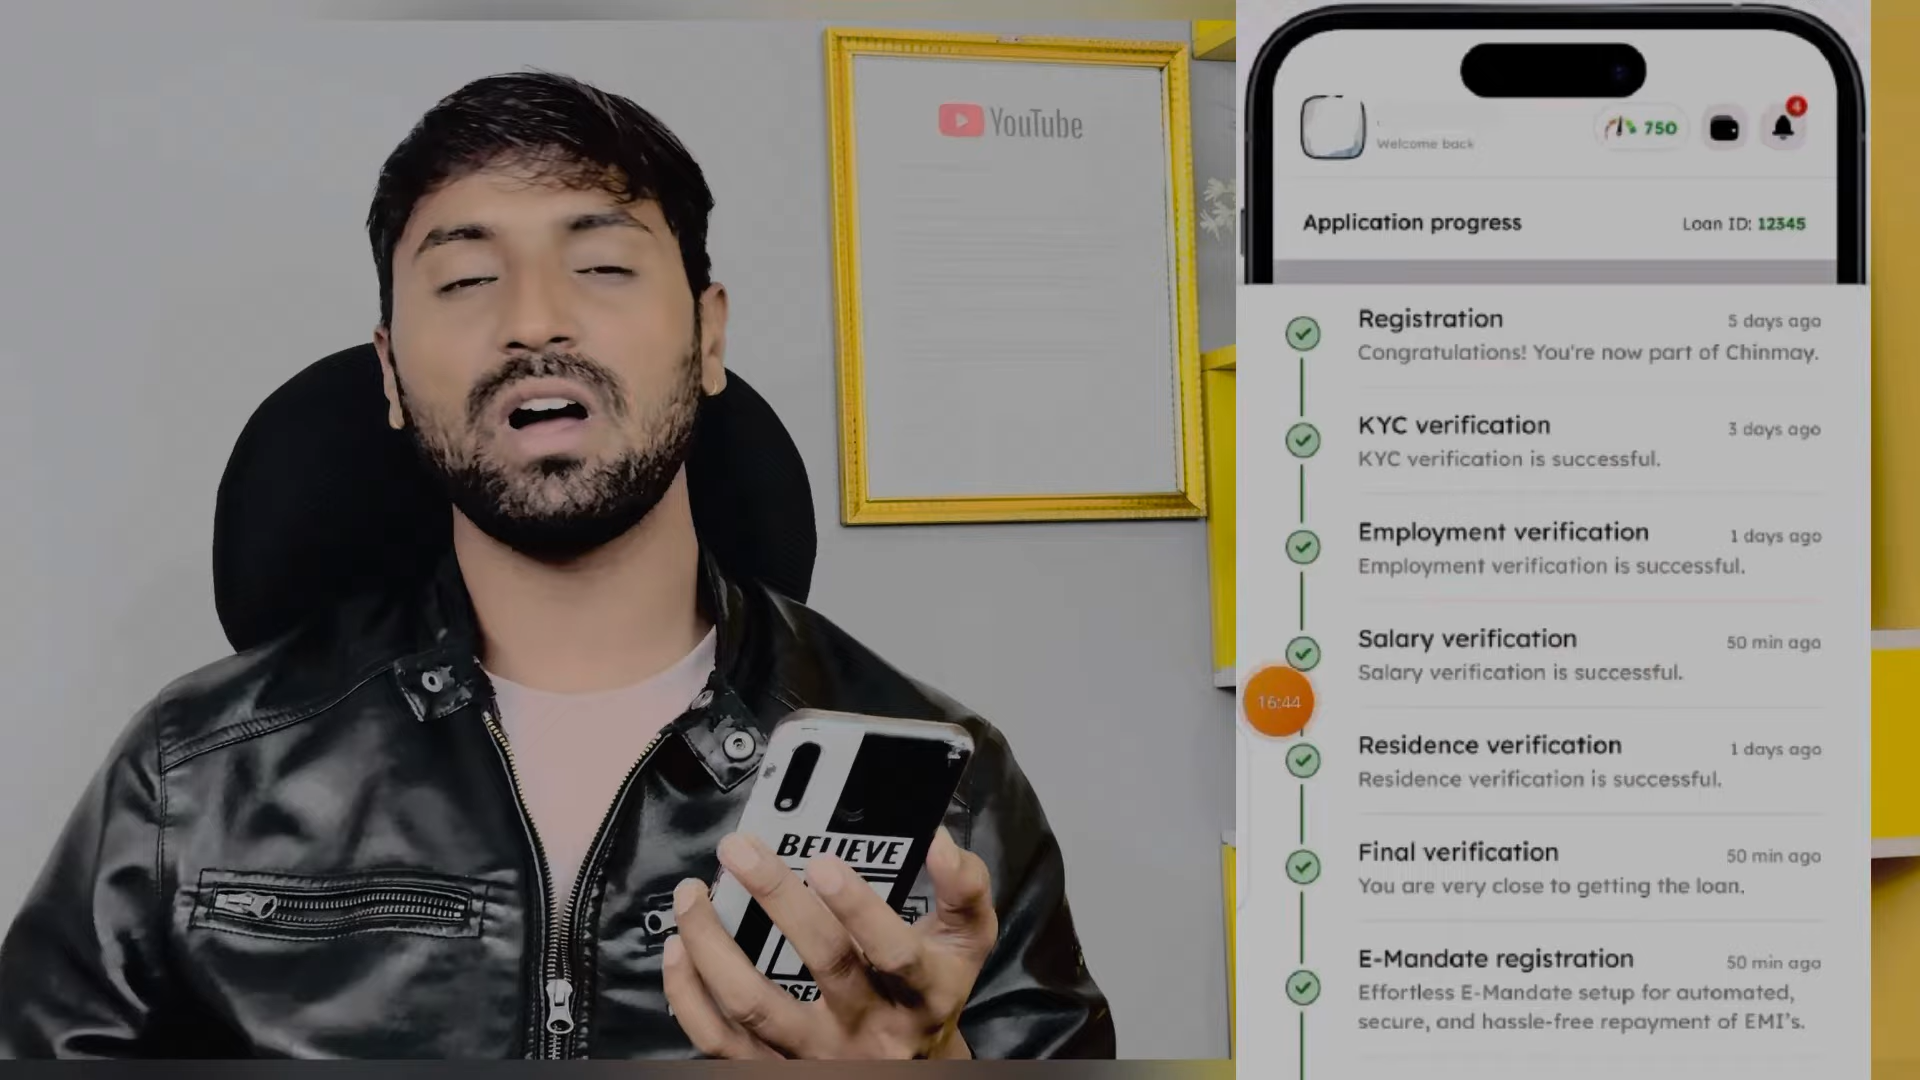 YouTube
BELIEVE
Welcome back
750
4
Application progress
Loan ID: 12345
Registration
5 days ago
Congratulations! You're now part of Chinmay.
KYC verification
3 days ago
KYC verification is successful.
Employment verification
1 days ago
Employment verification is successful.
Salary verification
50 min ago
Salary verification is successful.
16:44
Residence verification
1 days ago
Residence verification is successful.
Final verification
50 min ago
You are very close to getting the loan.
E-Mandate registration
50 min ago
Effortless E-Mandate setup for automated,
secure, and hassle-free repayment of EMI's.